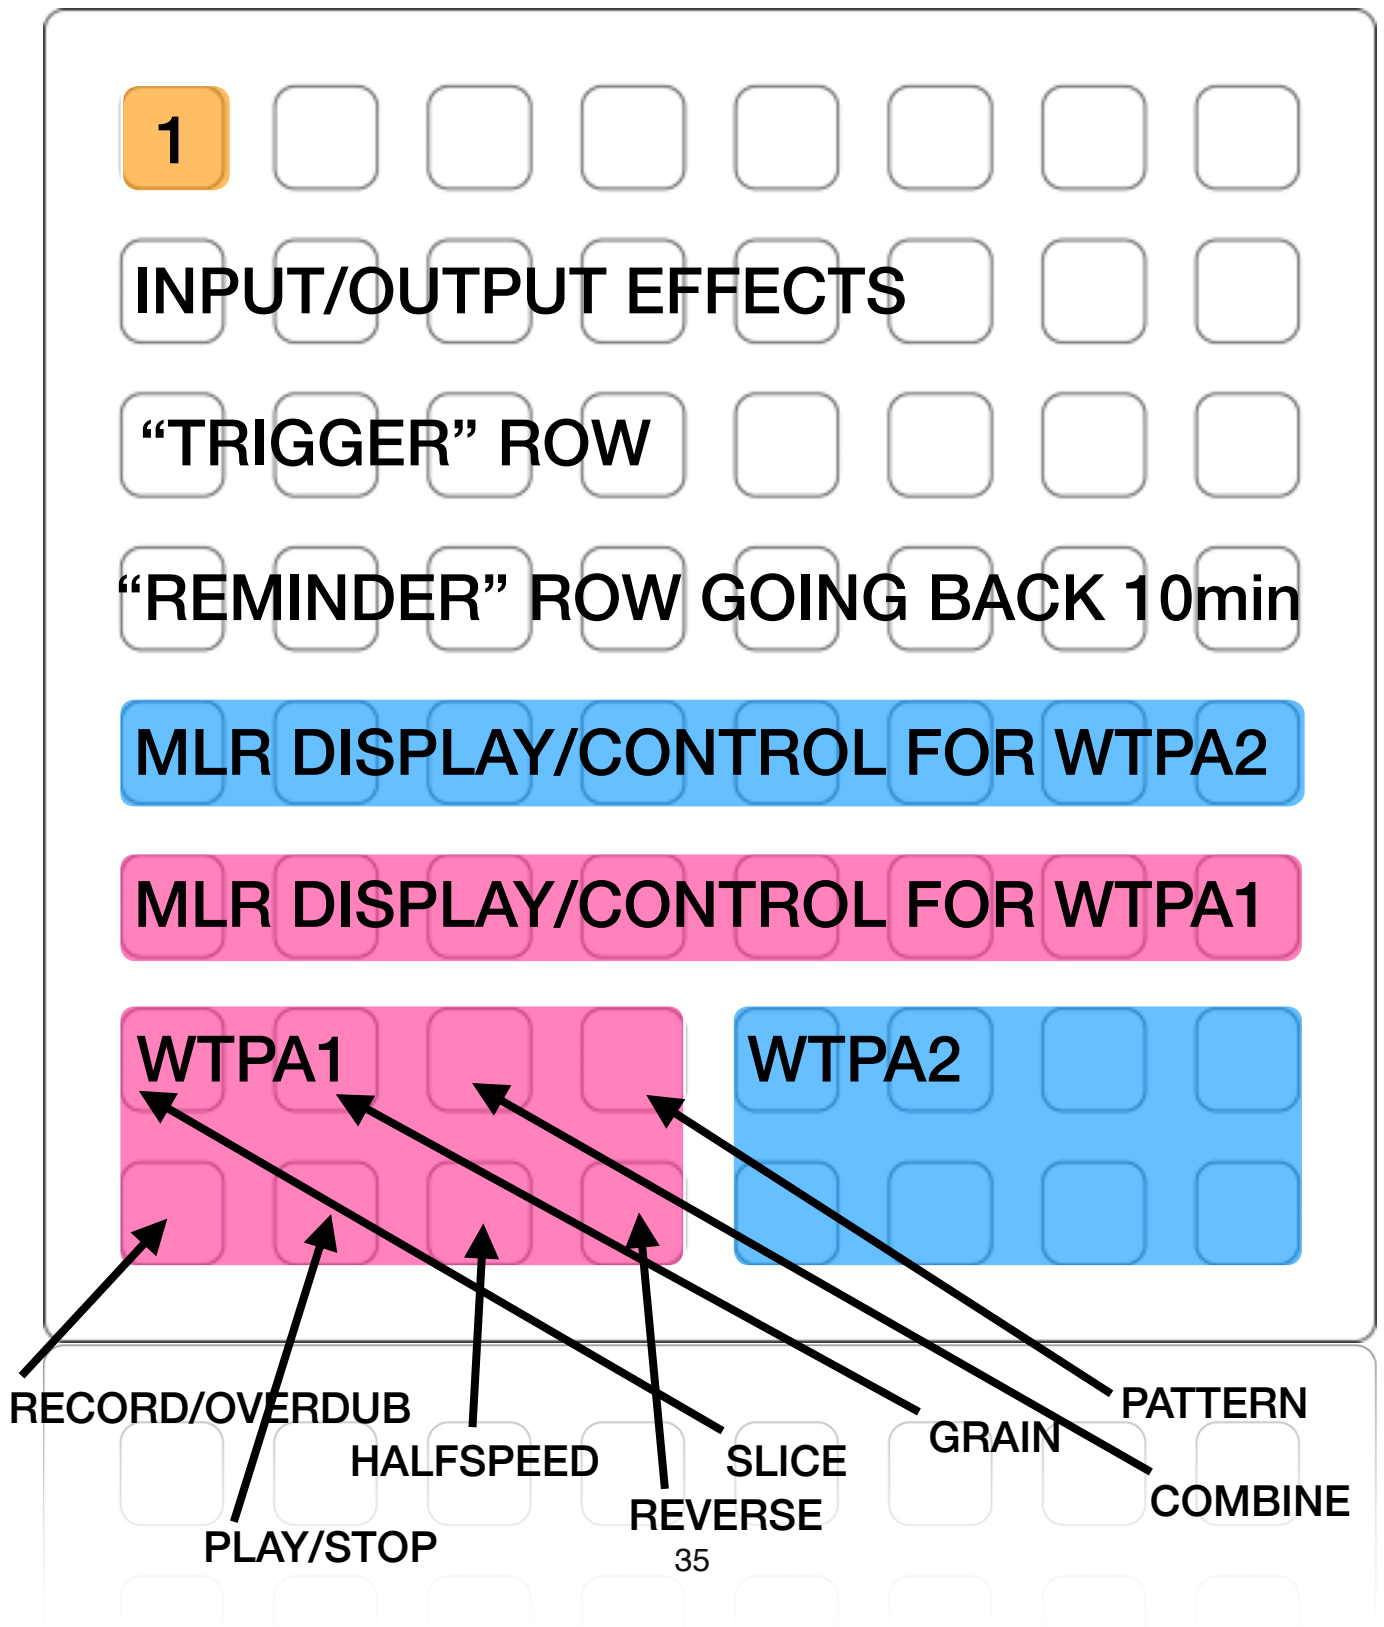 1
INPUT/OUTPUT EFFECTS
“TRIGGER” ROW
“REMINDER” ROW GOING BACK 10min
MLR DISPLAY/CONTROL FOR WTPA2
MLR DISPLAY/CONTROL FOR WTPA1
WTPA1
WTPA2
RECORD/OVERDUB
PATTERN
GRAIN
HALFSPEED
SLICE
COMBINE
REVERSE
PLAY/STOP
35